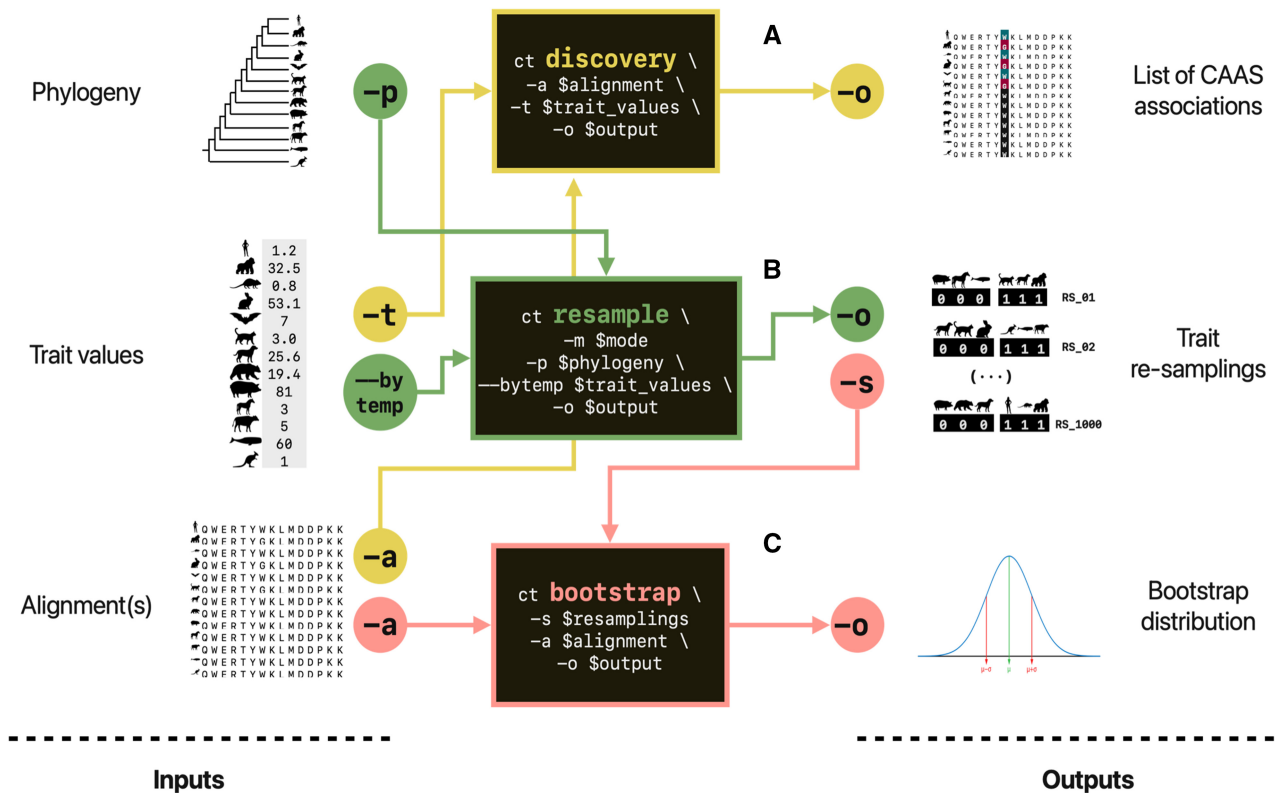 A
Phylogeny
–p
ct discovery \
–a $alignment \
–t $trait_values \
–o $output
–o
Q W E R T Y W K L M D D P K K
Q W E R T Y G K L M D D P K K
Q W E R T Y W K L M D D P K K
Q W E R T Y G K L M D D P K K
Q W E R T Y W K L M D D P K K
Q W E R T Y G K L M D D P K K
Q W E R T Y W K L M D D P K K
Q W E R T Y W K L M D D P K K
Q W E R T Y W K L M D D P K K
Q W E R T Y W K L M D D P K K
Q W E R T Y W K L M D D P K K
Q W E R T Y W K L M D D P K K
Q W E R T Y W K L M D D P K K
List of CAAS
associations
B
Trait values
1.2
32.5
0.8
53.1
7
3.0
25.6
19.4
81
3
5
60
1
–t
––by
temp
ct resample \
–m $mode
–p $phylogeny \
––bytemp $trait_values \
–o $output
–o
–s
0 0 0 1 1 1 RS_01
0 0 0 1 1 1 RS_02
(···)
0 0 0 1 1 1 RS_1000
Trait
re-samplings
C
Alignment(s)
Q W E R T Y W K L M D D P K K
Q W E R T Y G K L M D D P K K
Q W E R T Y W K L M D D P K K
Q W E R T Y G K L M D D P K K
Q W E R T Y W K L M D D P K K
Q W E R T Y G K L M D D P K K
Q W E R T Y W K L M D D P K K
Q W E R T Y W K L M D D P K K
Q W E R T Y W K L M D D P K K
Q W E R T Y W K L M D D P K K
Q W E R T Y W K L M D D P K K
Q W E R T Y W K L M D D P K K
Q W E R T Y W K L M D D P K K
–a
–a
ct bootstrap \
–s $resamplings
–a $alignment \
–o $output
–o
μ-σ μ μ+σ
Bootstrap
distribution
Inputs
Outputs